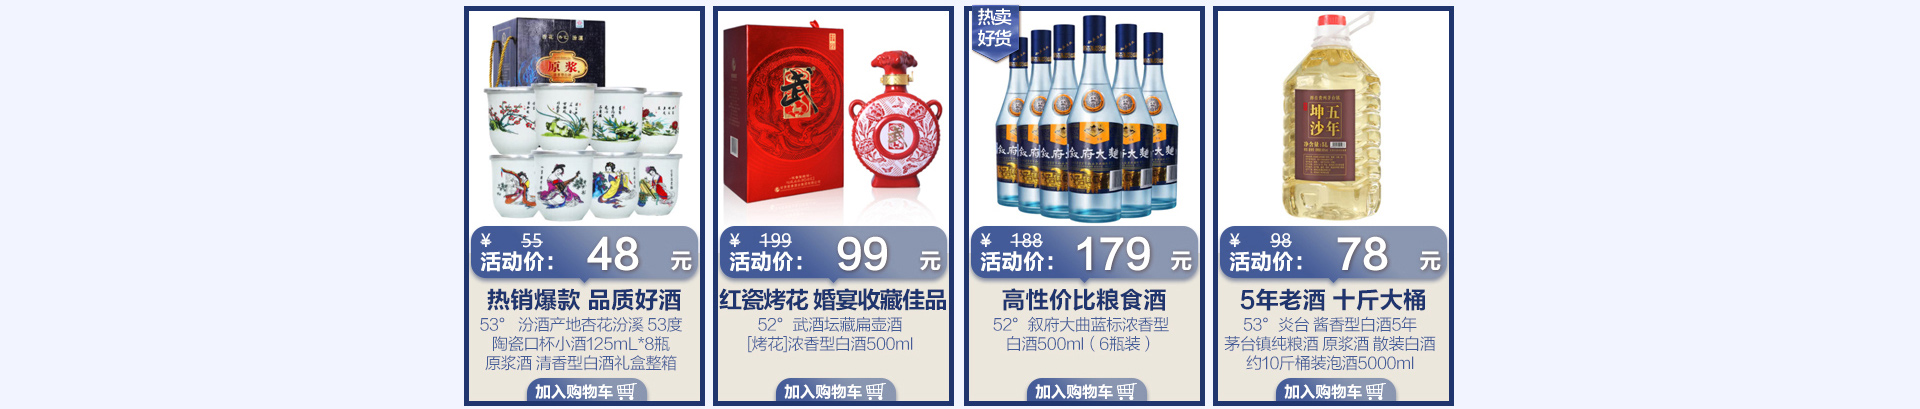 原浆
¥ 55
活动价： 48 元
热销爆款 品质好酒
53° 汾酒产地杏花汾溪 53度
陶瓷口杯小酒125mL*8瓶
原浆酒 清香型白酒礼盒整箱
加入购物车
武
¥ 199
活动价： 99 元
红瓷烤花 婚宴收藏佳品
52° 武酒坛藏扁壶酒
[烤花]浓香型白酒500ml
加入购物车
热卖
好货
叙府大曲
¥ 188
活动价： 179 元
高性价比粮食酒
52° 叙府大曲蓝标浓香型
白酒500ml（6瓶装）
加入购物车
五年
坤沙
¥ 98
活动价： 78 元
5年老酒 十斤大桶
53° 炎台 酱香型白酒5年
茅台镇纯粮酒 原浆酒 散装白酒
约10斤桶装泡酒5000ml
加入购物车